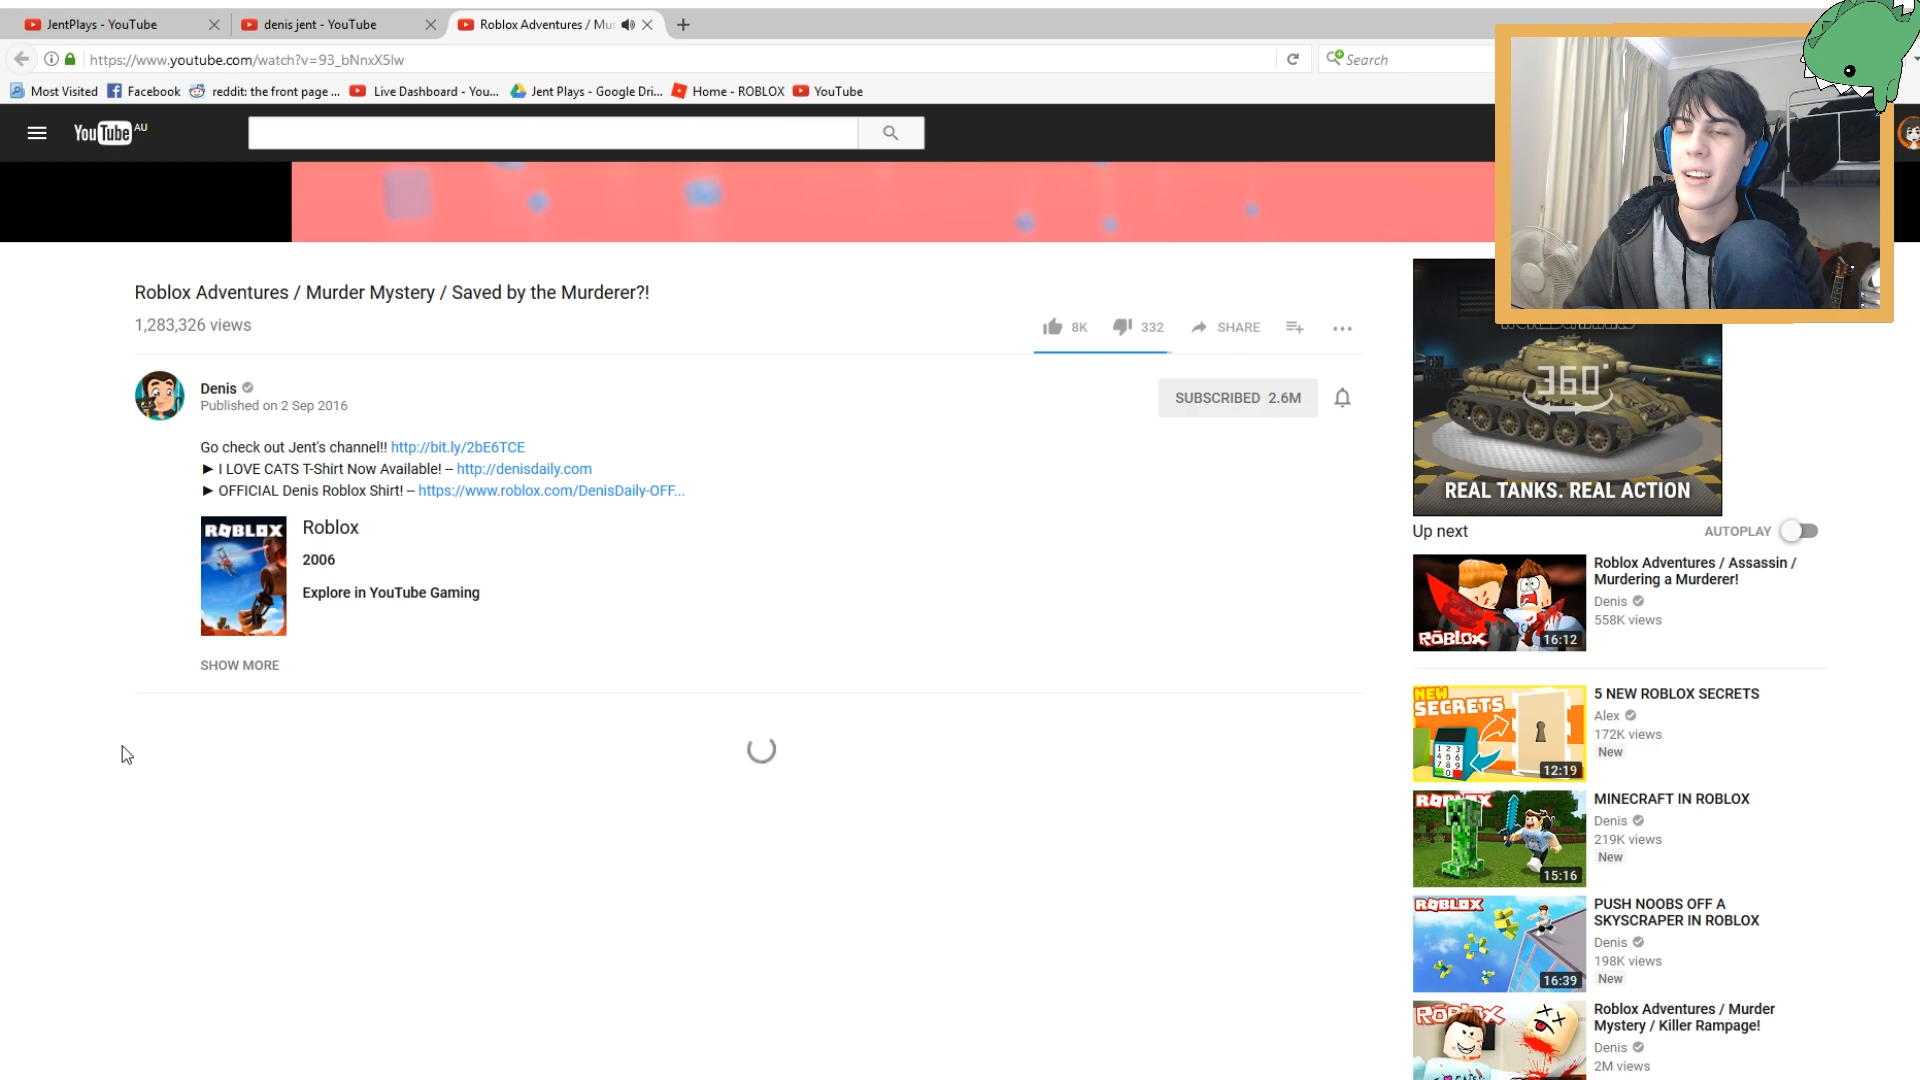 JentPlays - YouTube
denis jent - YouTube
Roblox Adventures / Mur
https://www.youtube.com/watch?v=93_bNnxX5lw
Search
Most Visited
Facebook
reddit: the front page ...
Live Dashboard - You...
Jent Plays - Google Dri...
Home - ROBLOX
YouTube
YouTube AU
Roblox Adventures / Murder Mystery / Saved by the Murderer?!
1,283,326 views
8K
332
SHARE
Denis
Published on 2 Sep 2016
SUBSCRIBED 2.6M
Go check out Jent's channel!! http://bit.ly/2bE6TCE
► I LOVE CATS T-Shirt Now Available! – http://denisdaily.com
► OFFICIAL Denis Roblox Shirt! – https://www.roblox.com/DenisDaily-OFF...
ROBLOX
Roblox
2006
Explore in YouTube Gaming
SHOW MORE
360°
REAL TANKS. REAL ACTION
Up next
AUTOPLAY
ROBLOX
16:12
Roblox Adventures / Assassin /
Murdering a Murderer!
Denis
558K views
NEW
SECRETS
12:19
5 NEW ROBLOX SECRETS
Alex
172K views
New
ROBLOX
15:16
MINECRAFT IN ROBLOX
Denis
219K views
New
ROBLOX
16:39
PUSH NOOBS OFF A
SKYSCRAPER IN ROBLOX
Denis
198K views
New
ROBLOX
Roblox Adventures / Murder
Mystery / Killer Rampage!
Denis
2M views